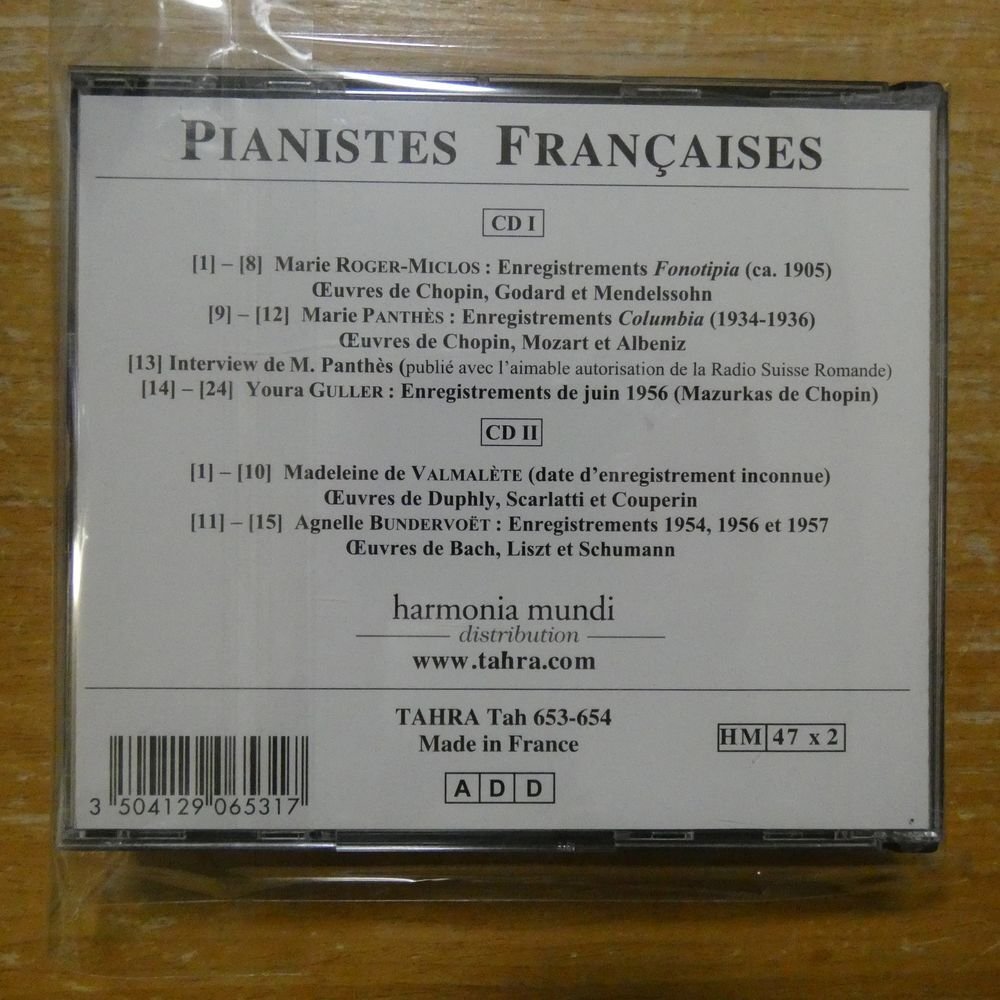 PIANISTES FRANÇAISES
CD I
[1] – [8] Marie ROGER-MICLOS : Enregistrements Fonotipia (ca. 1905)
Œuvres de Chopin, Godard et Mendelssohn
[9] – [12] Marie PANTHÈS : Enregistrements Columbia (1934-1936)
Œuvres de Chopin, Mozart et Albeniz
[13] Interview de M. Panthès (publié avec l'aimable autorisation de la Radio Suisse Romande)
[14] – [24] Youra GULLER : Enregistrements de juin 1956 (Mazurkas de Chopin)
CD II
[1] – [10] Madeleine de VALMALÈTE (date d'enregistrement inconnue)
Œuvres de Duphly, Scarlatti et Couperin
[11] – [15] Agnelle BUNDERVOËT : Enregistrements 1954, 1956 et 1957
Œuvres de Bach, Liszt et Schumann
harmonia mundi
distribution
www.tahra.com
TAHRA Tah 653-654
Made in France
HM 47 x 2
A D D
3 504129 065317